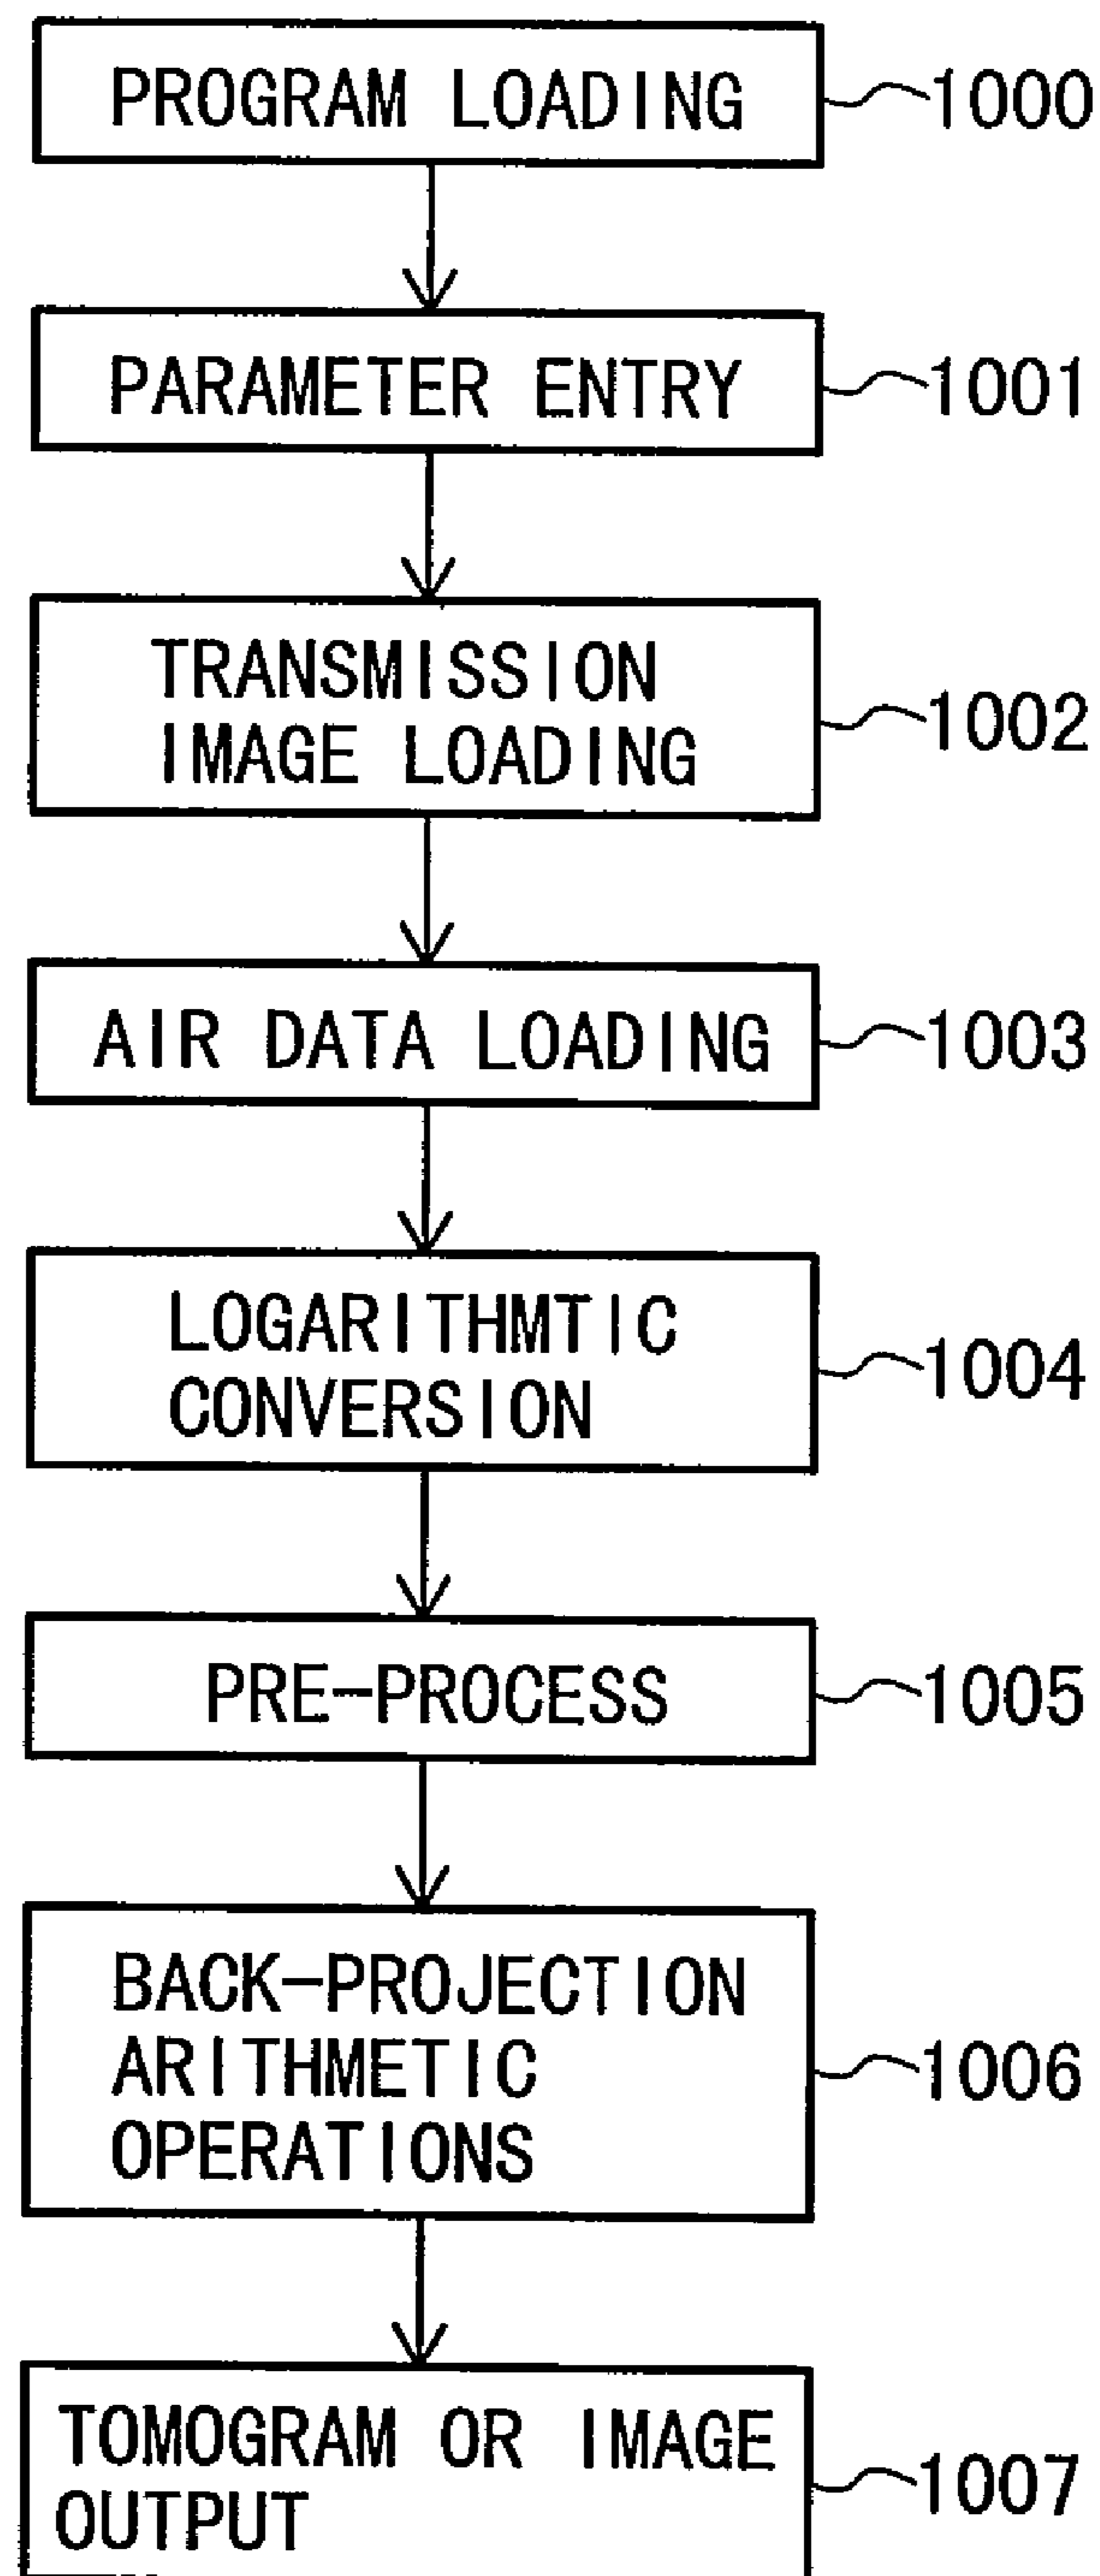 PROGRAM LOADING 1000
PARAMETER ENTRY 1001
TRANSMISSION
IMAGE LOADING
1002
AIR DATA LOADING 1003
LOGARITHMTIC
CONVERSION
1004
PRE-PROCESS 1005
BACK-PROJECTION
ARITHMETIC
OPERATIONS
1006
TOMOGRAM OR IMAGE
OUTPUT
1007